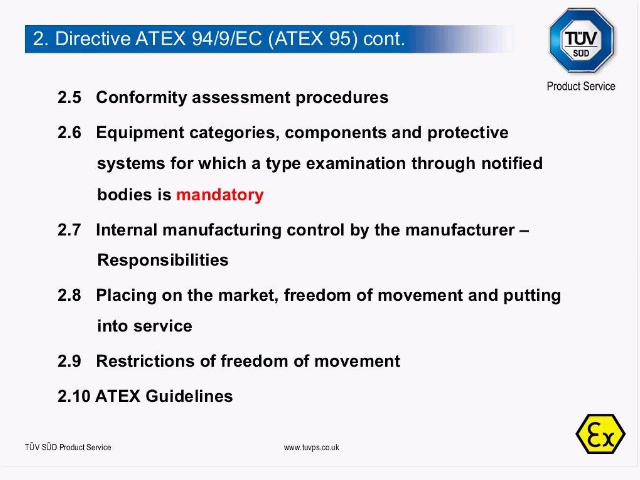 2. Directive ATEX 94/9/EC (ATEX 95) cont.
TÜV
SÜD
Product Service
2.5 Conformity assessment procedures
2.6 Equipment categories, components and protective
systems for which a type examination through notified
bodies is mandatory
2.7 Internal manufacturing control by the manufacturer –
Responsibilities
2.8 Placing on the market, freedom of movement and putting
into service
2.9 Restrictions of freedom of movement
2.10 ATEX Guidelines
Ex
TÜV SÜD Product Service
www.tuvps.co.uk